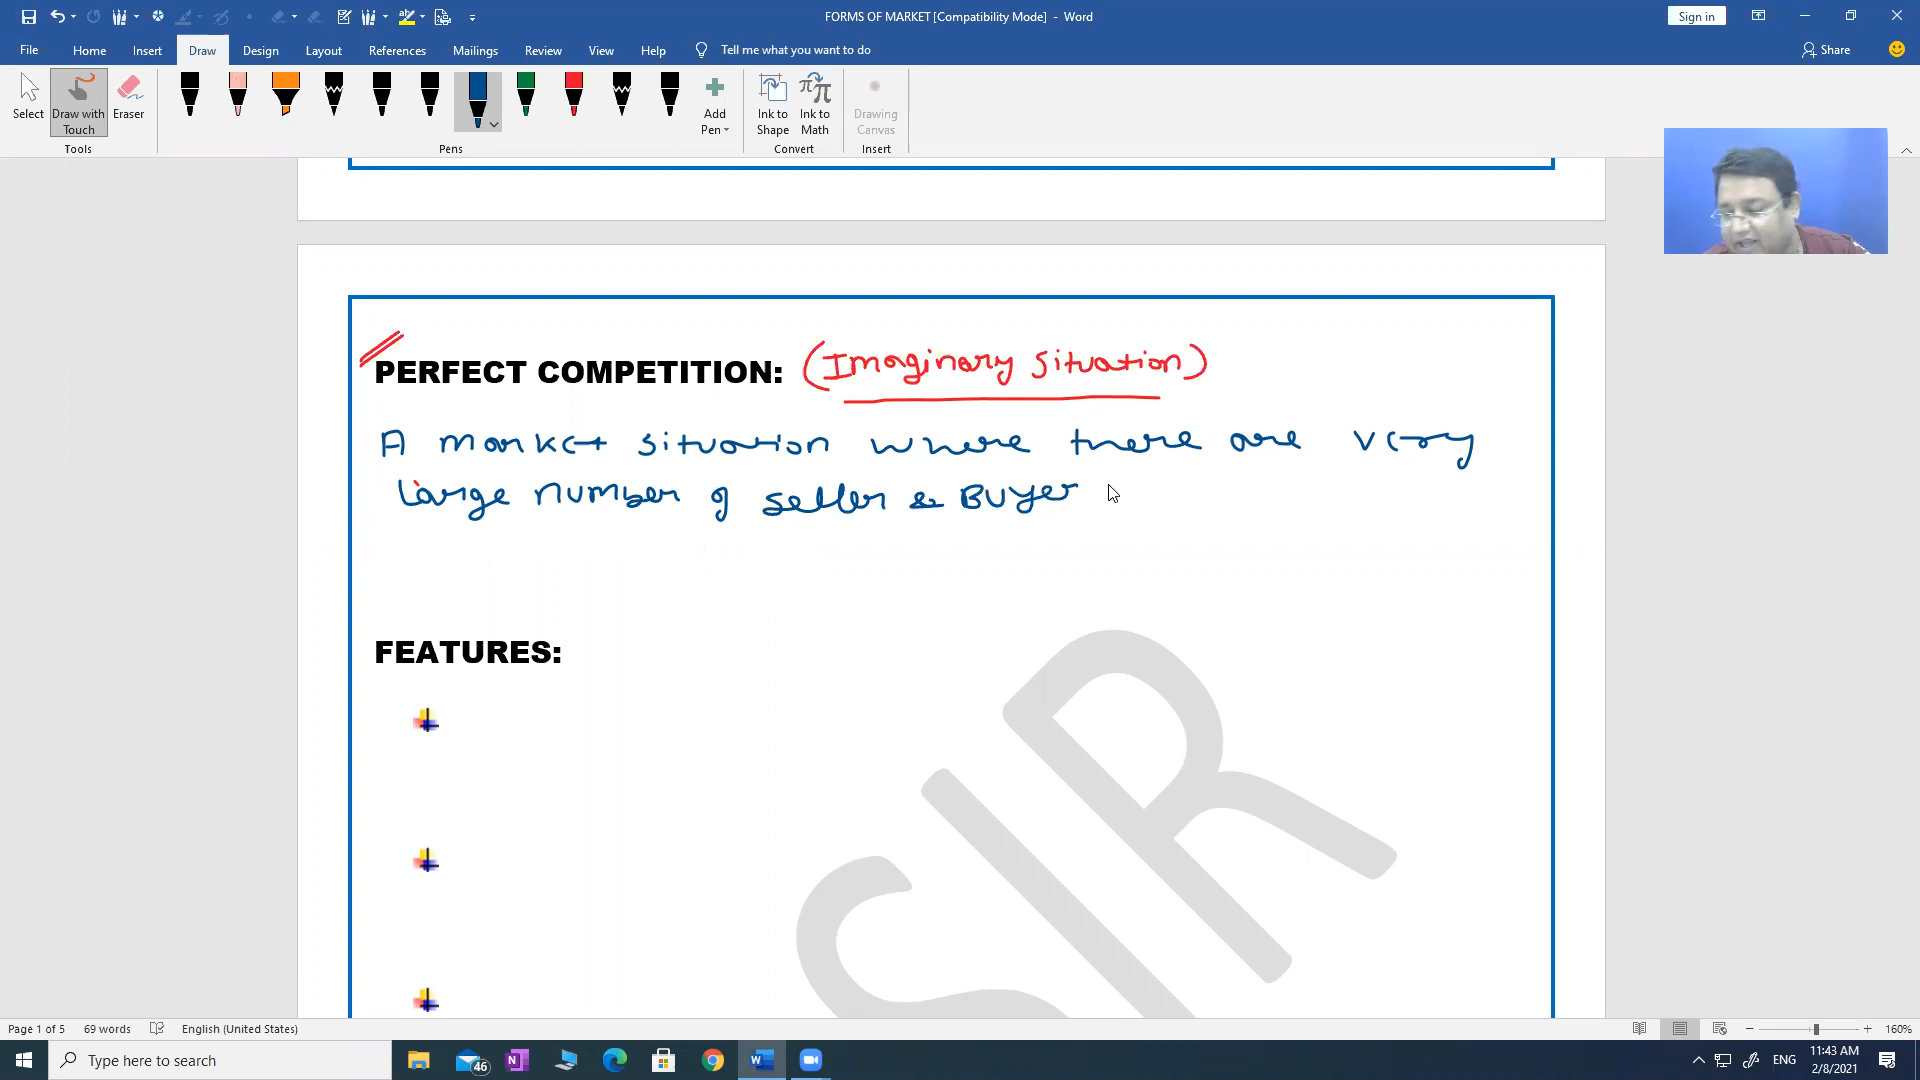 FORMS OF MARKET [Compatibility Mode] - Word
Sign in
File Home Insert Draw Design Layout References Mailings Review View Help Tell me what you want to do
Share
Select Draw with Touch Eraser
Add Pen
Ink to Shape Ink to Math
Drawing Canvas
Tools Pens Convert Insert
PERFECT COMPETITION: (Imaginary Situation)
A market situation where there are very
large number of seller & Buyer
FEATURES:
SIR
Page 1 of 5 69 words English (United States) 160%
Type here to search
46
ENG
11:43 AM
2/8/2021